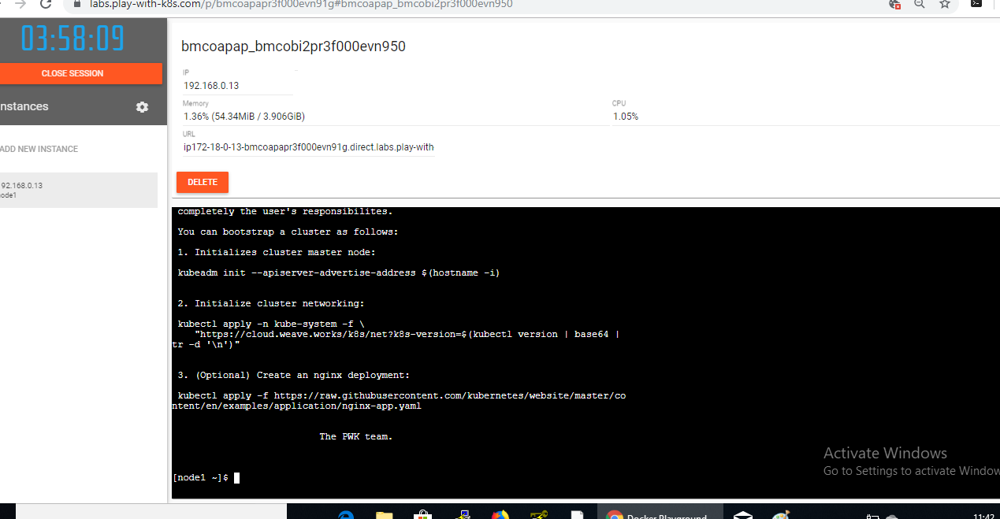 labs.play-with-k8s.com/p/bmcoapapr3f000evn91g#bmcoapap_bmcobi2pr3f000evn950
03:58:09
CLOSE SESSION
nstances
ADD NEW INSTANCE
92.168.0.13
ode1
bmcoapap_bmcobi2pr3f000evn950
IP
192.168.0.13
Memory
1.36% (54.34MiB / 3.906GiB)
CPU
1.05%
URL
ip172-18-0-13-bmcoapapr3f000evn91g.direct.labs.play-with
DELETE
completely the user's responsibilites.
You can bootstrap a cluster as follows:
1. Initializes cluster master node:
kubeadm init --apiserver-advertise-address $(hostname -i)
2. Initialize cluster networking:
kubectl apply -n kube-system -f \
"https://cloud.weave.works/k8s/net?k8s-version=$(kubectl version | base64 |
tr -d '\n')"
3. (Optional) Create an nginx deployment:
kubectl apply -f https://raw.githubusercontent.com/kubernetes/website/master/co
ntent/en/examples/application/nginx-app.yaml
The PWK team.
[node1 ~]$
Activate Windows
Go to Settings to activate Window
Docker Playground
11:42